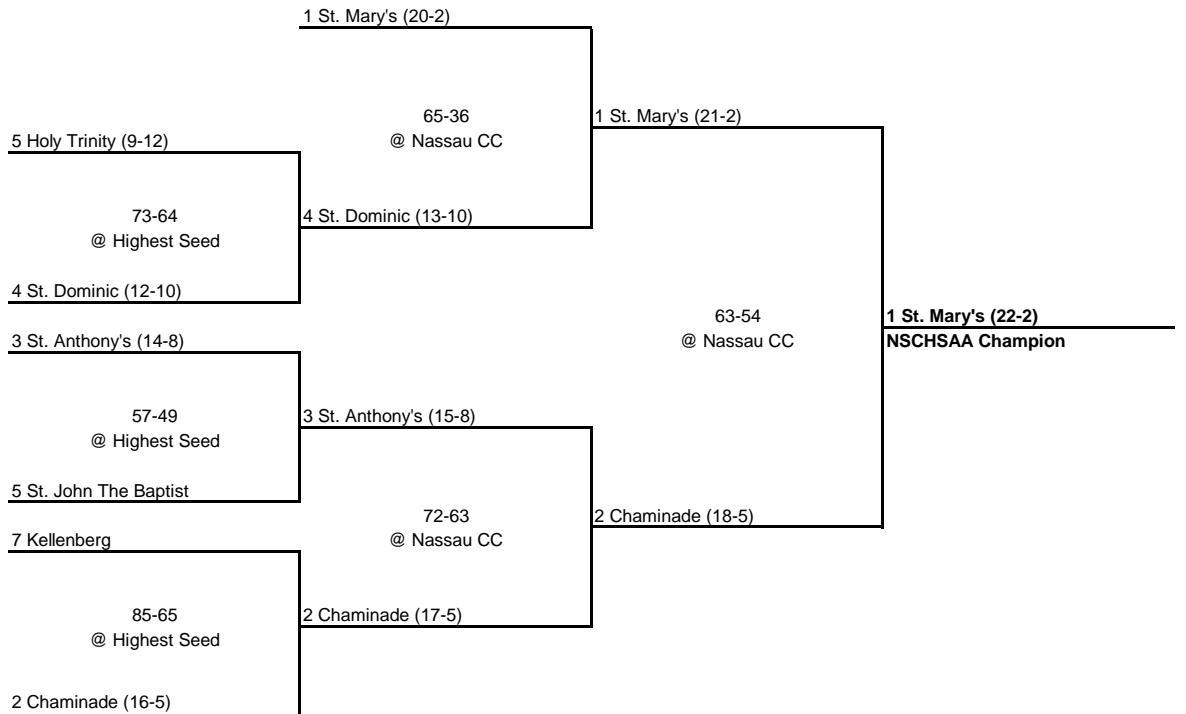 1 St. Mary's (20-2)
65-36
@ Nassau CC
1 St. Mary's (21-2)
5 Holy Trinity (9-12)
73-64
@ Highest Seed
4 St. Dominic (13-10)
4 St. Dominic (12-10)
63-54
@ Nassau CC
1 St. Mary's (22-2)
NSCHSAA Champion
3 St. Anthony's (14-8)
57-49
@ Highest Seed
3 St. Anthony's (15-8)
5 St. John The Baptist
72-63
@ Nassau CC
2 Chaminade (18-5)
7 Kellenberg
85-65
@ Highest Seed
2 Chaminade (17-5)
2 Chaminade (16-5)